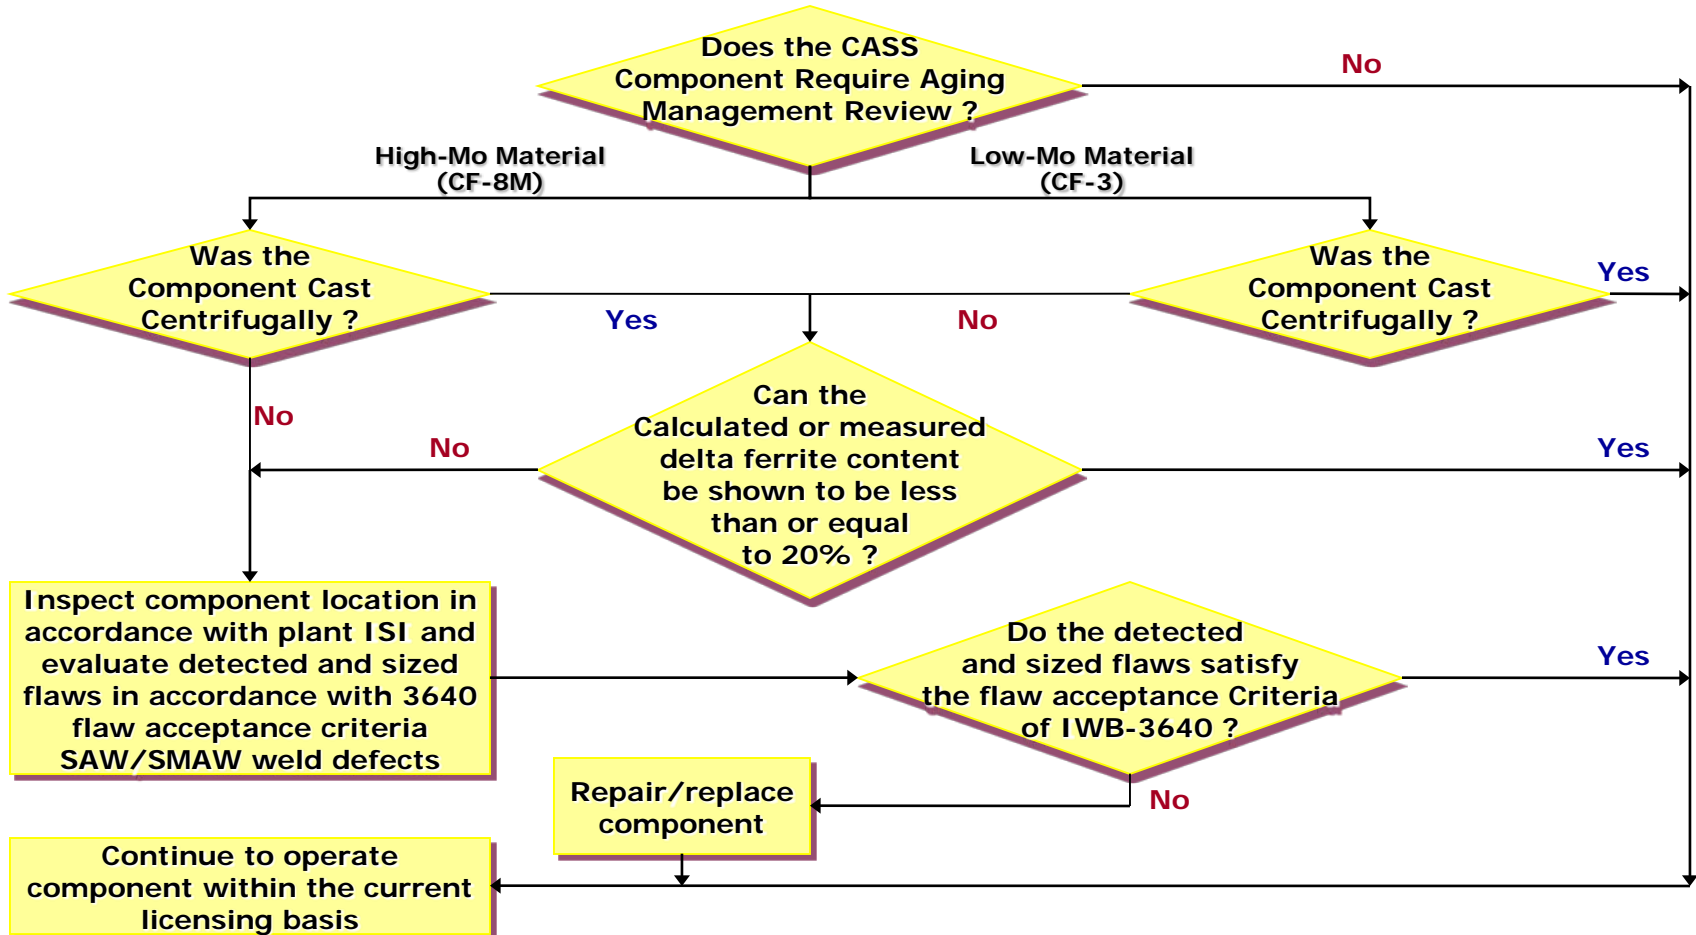 Does the CASS
Component Require Aging
Management Review ?
No
High-Mo Material
(CF-8M)
Low-Mo Material
(CF-3)
Was the
Component Cast
Centrifugally ?
Yes
No
Was the
Component Cast
Centrifugally ?
Yes
No
Can the
Calculated or measured
delta ferrite content
be shown to be less
than or equal
to 20% ?
No
Yes
Inspect component location in
accordance with plant ISI and
evaluate detected and sized
flaws in accordance with 3640
flaw acceptance criteria
SAW/SMAW weld defects
Do the detected
and sized flaws satisfy
the flaw acceptance Criteria
of IWB-3640 ?
Yes
No
Repair/replace
component
Continue to operate
component within the current
licensing basis